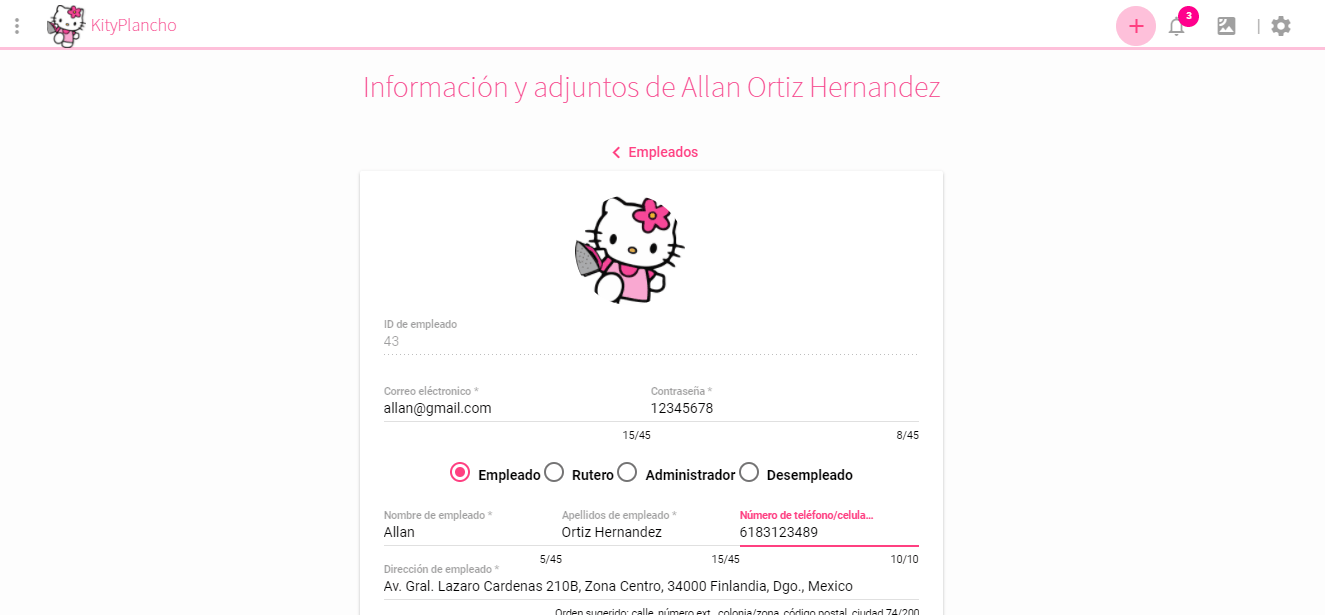 KityPlancho
3
|
Información y adjuntos de Allan Ortiz Hernandez
Empleados
ID de empleado
43
Correo eléctronico * Contraseña *
allan@gmail.com 12345678
15/45 8/45
Empleado Rutero Administrador Desempleado
Nombre de empleado * Apellidos de empleado * Número de teléfono/celula...
Allan Ortiz Hernandez 6183123489
5/45 15/45 10/10
Dirección de empleado *
Av. Gral. Lazaro Cardenas 210B, Zona Centro, 34000 Finlandia, Dgo., Mexico
Orden sugerido: calle, número ext., colonia/zona, código postal, ciudad 74/200